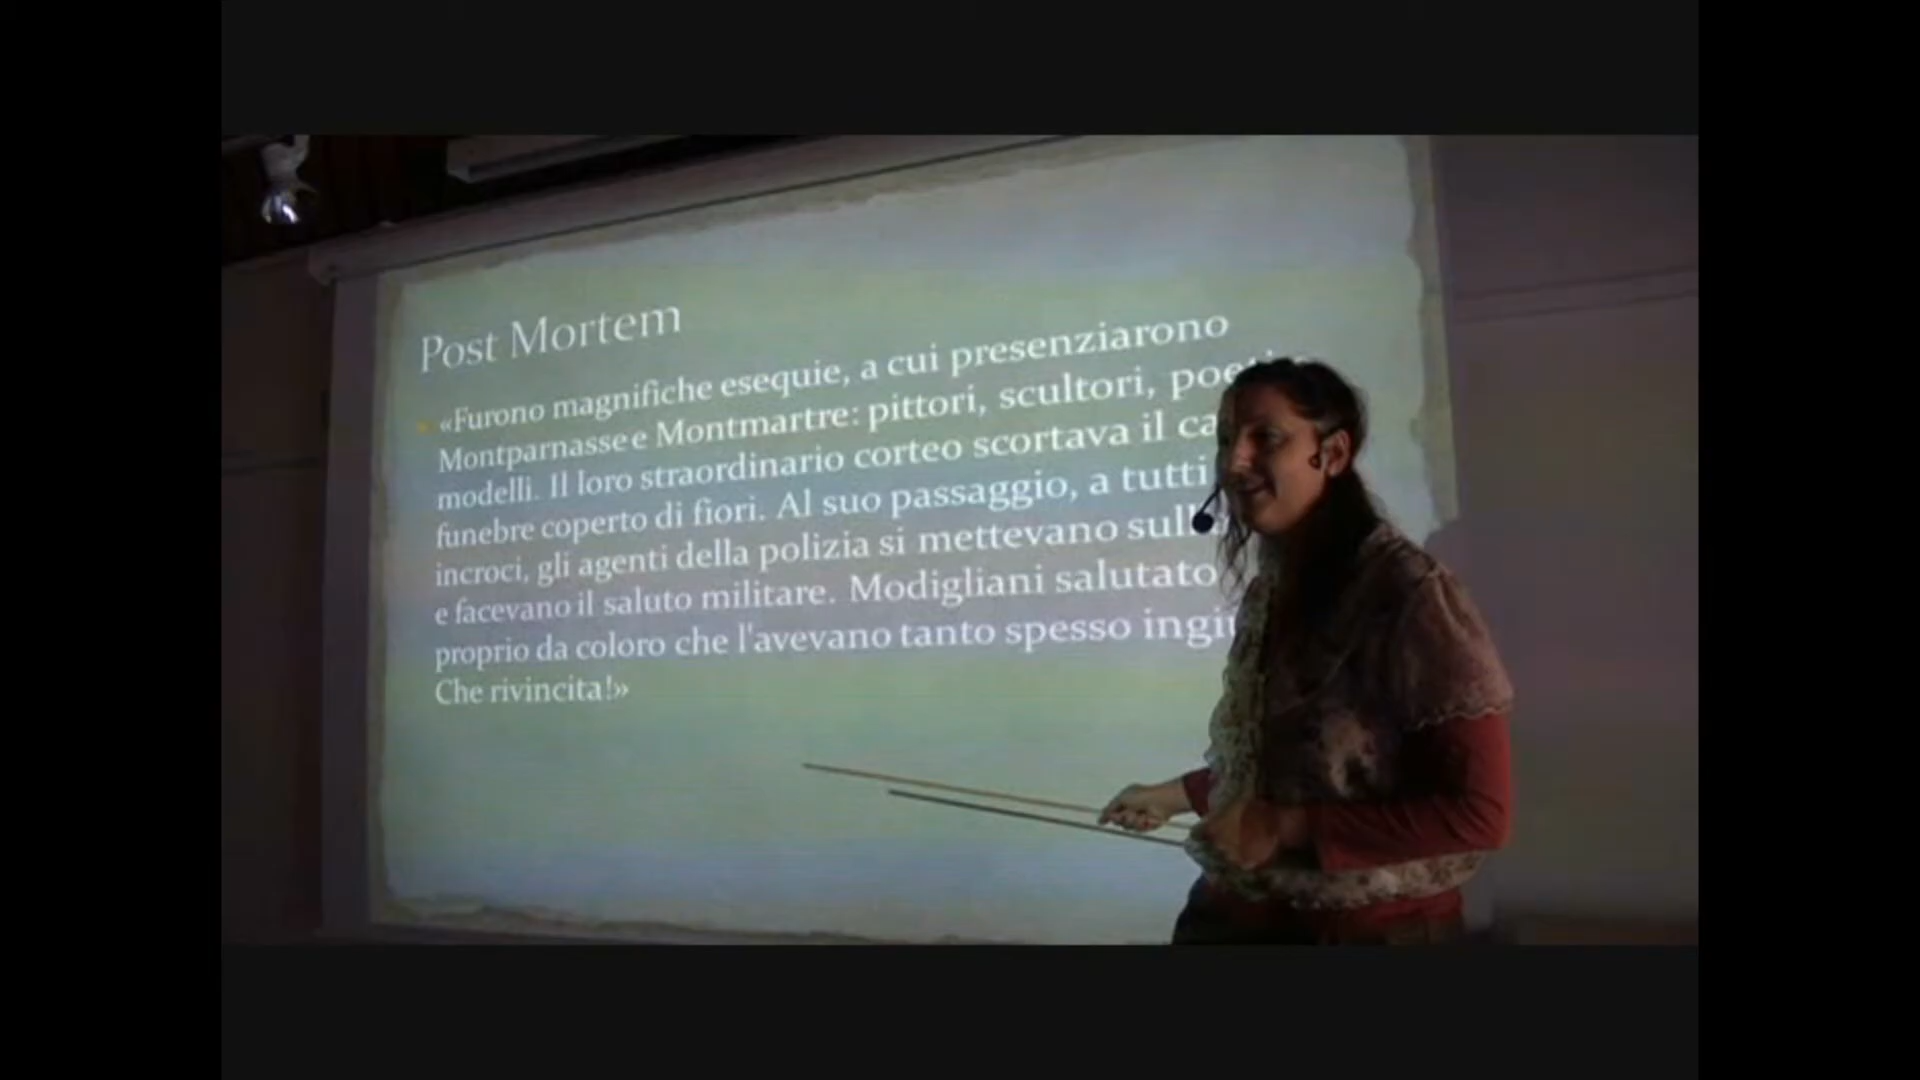 Post Mortem
«Furono magnifiche esequie, a cui presenziarono
Montparnasse e Montmartre: pittori, scultori,
modelli. Il loro straordinario corteo scortava il
funebre coperto di fiori. Al suo passaggio, a tutti
incroci, gli agenti della polizia si mettevano
e facevano il saluto militare. Modigliani salutato
proprio da coloro che l'avevano tanto spesso
Che rivincita!»